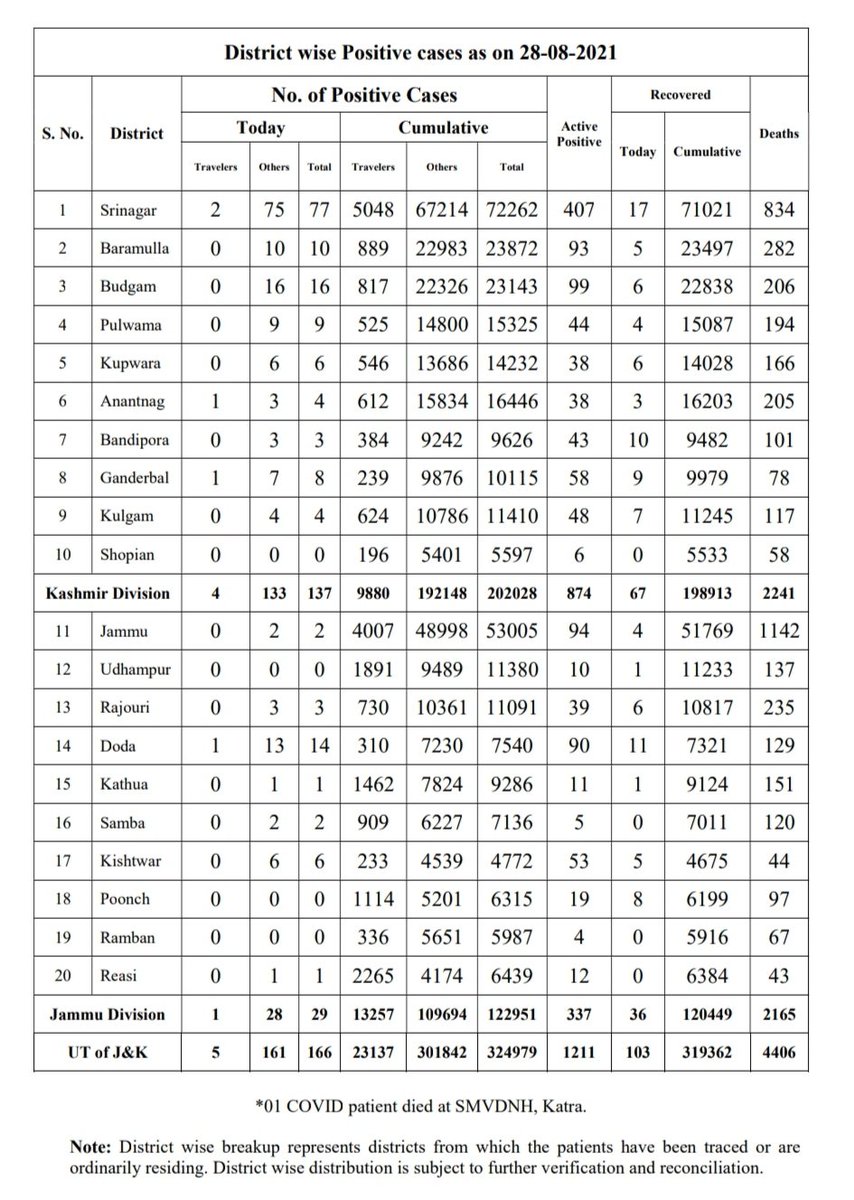 District wise Positive cases as on 28-08-2021
S. No. District No. of Positive Cases Active Positive Recovered Deaths
Today Cumulative Today Cumulative
Travelers Others Total Travelers Others Total
1 Srinagar 2 75 77 5048 67214 72262 407 17 71021 834
2 Baramulla 0 10 10 889 22983 23872 93 5 23497 282
3 Budgam 0 16 16 817 22326 23143 99 6 22838 206
4 Pulwama 0 9 9 525 14800 15325 44 4 15087 194
5 Kupwara 0 6 6 546 13686 14232 38 6 14028 166
6 Anantnag 1 3 4 612 15834 16446 38 3 16203 205
7 Bandipora 0 3 3 384 9242 9626 43 10 9482 101
8 Ganderbal 1 7 8 239 9876 10115 58 9 9979 78
9 Kulgam 0 4 4 624 10786 11410 48 7 11245 117
10 Shopian 0 0 0 196 5401 5597 6 0 5533 58
Kashmir Division 4 133 137 9880 192148 202028 874 67 198913 2241
11 Jammu 0 2 2 4007 48998 53005 94 4 51769 1142
12 Udhampur 0 0 0 1891 9489 11380 10 1 11233 137
13 Rajouri 0 3 3 730 10361 11091 39 6 10817 235
14 Doda 1 13 14 310 7230 7540 90 11 7321 129
15 Kathua 0 1 1 1462 7824 9286 11 1 9124 151
16 Samba 0 2 2 909 6227 7136 5 0 7011 120
17 Kishtwar 0 6 6 233 4539 4772 53 5 4675 44
18 Poonch 0 0 0 1114 5201 6315 19 8 6199 97
19 Ramban 0 0 0 336 5651 5987 4 0 5916 67
20 Reasi 0 1 1 2265 4174 6439 12 0 6384 43
Jammu Division 1 28 29 13257 109694 122951 337 36 120449 2165
UT of J&K 5 161 166 23137 301842 324979 1211 103 319362 4406
*01 COVID patient died at SMVDNH, Katra.
Note: District wise breakup represents districts from which the patients have been traced or are
ordinarily residing. District wise distribution is subject to further verification and reconciliation.